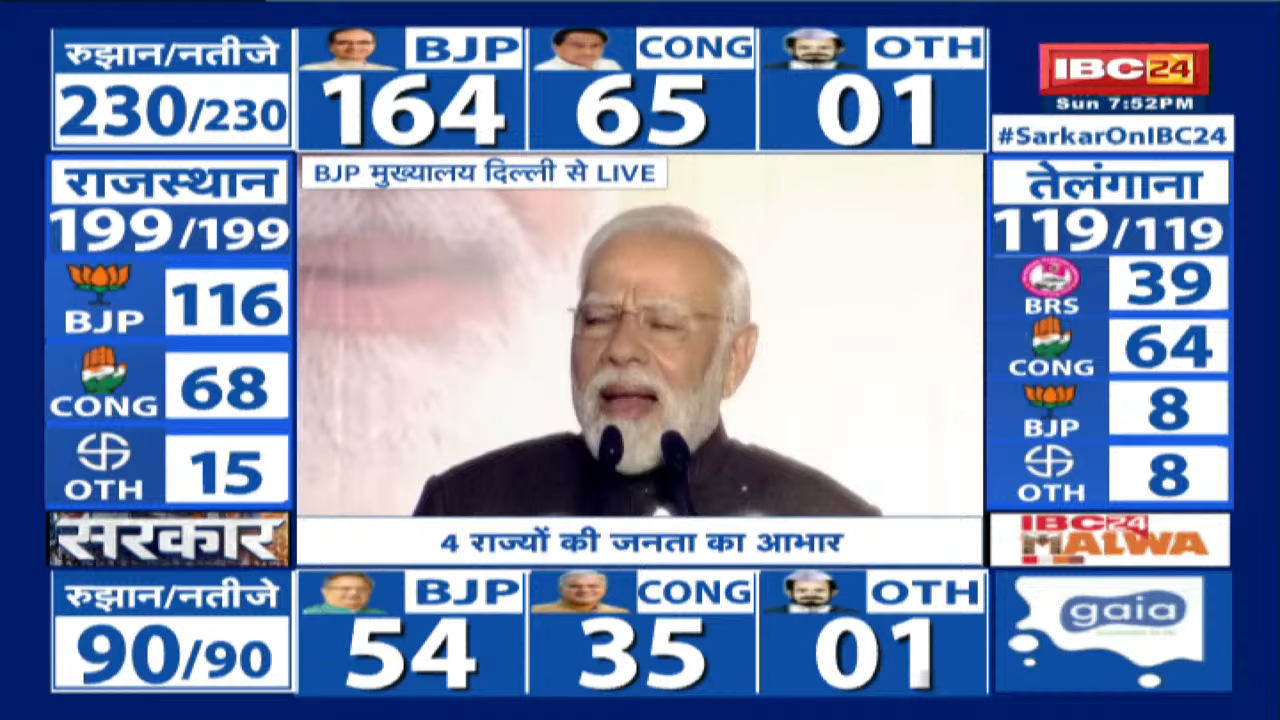 रुझान/नतीजे
230/230
BJP
164
CONG
65
OTH
01
IBC24
Sun 7:52PM
#SarkarOnIBC24
राजस्थान
199/199
BJP
116
CONG
68
OTH
15
सरकार
BJP मुख्यालय दिल्ली से LIVE
4 राज्यों की जनता का आभार
तेलंगाना
119/119
BRS
39
CONG
64
BJP
8
OTH
8
IBC24
MALWA
रुझान/नतीजे
90/90
BJP
54
CONG
35
OTH
01
gaia